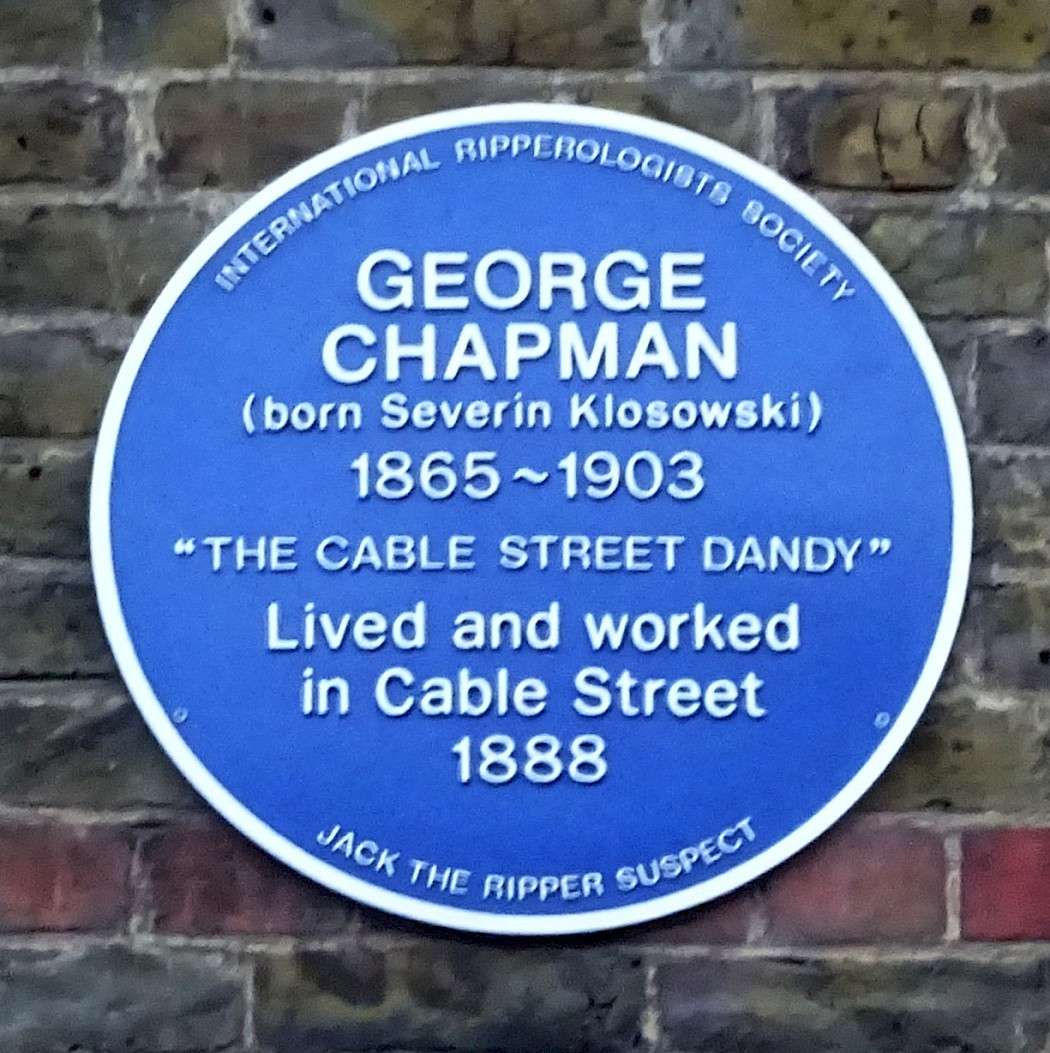 INTERNATIONAL RIPPEROLOGISTS SOCIETY
GEORGE
CHAPMAN
(born Severin Klosowski)
1865~1903
“THE CABLE STREET DANDY”
Lived and worked
in Cable Street
1888
JACK THE RIPPER SUSPECT